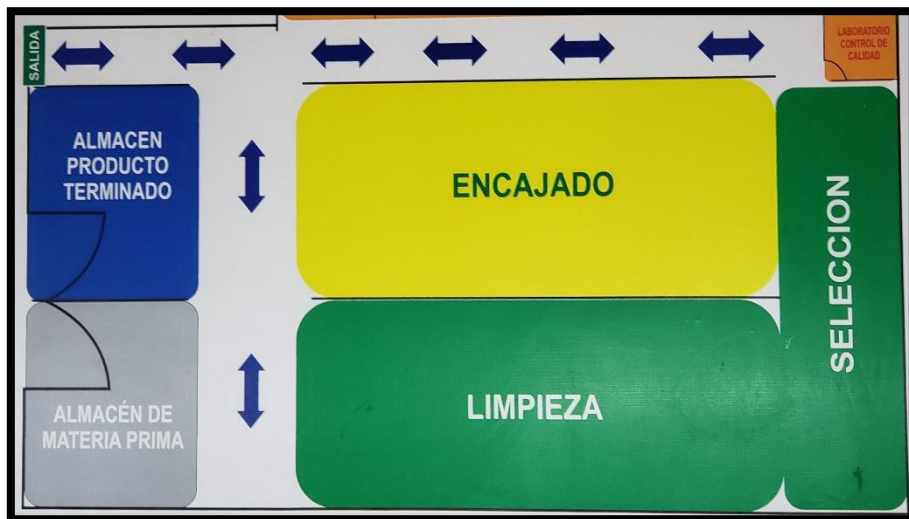 SALIDA
LABORATORIO
CONTROL DE
CALIDAD
ALMACEN
PRODUCTO
TERMINADO
ENCAJADO
SELECCION
ALMACÉN DE
MATERIA PRIMA
LIMPIEZA